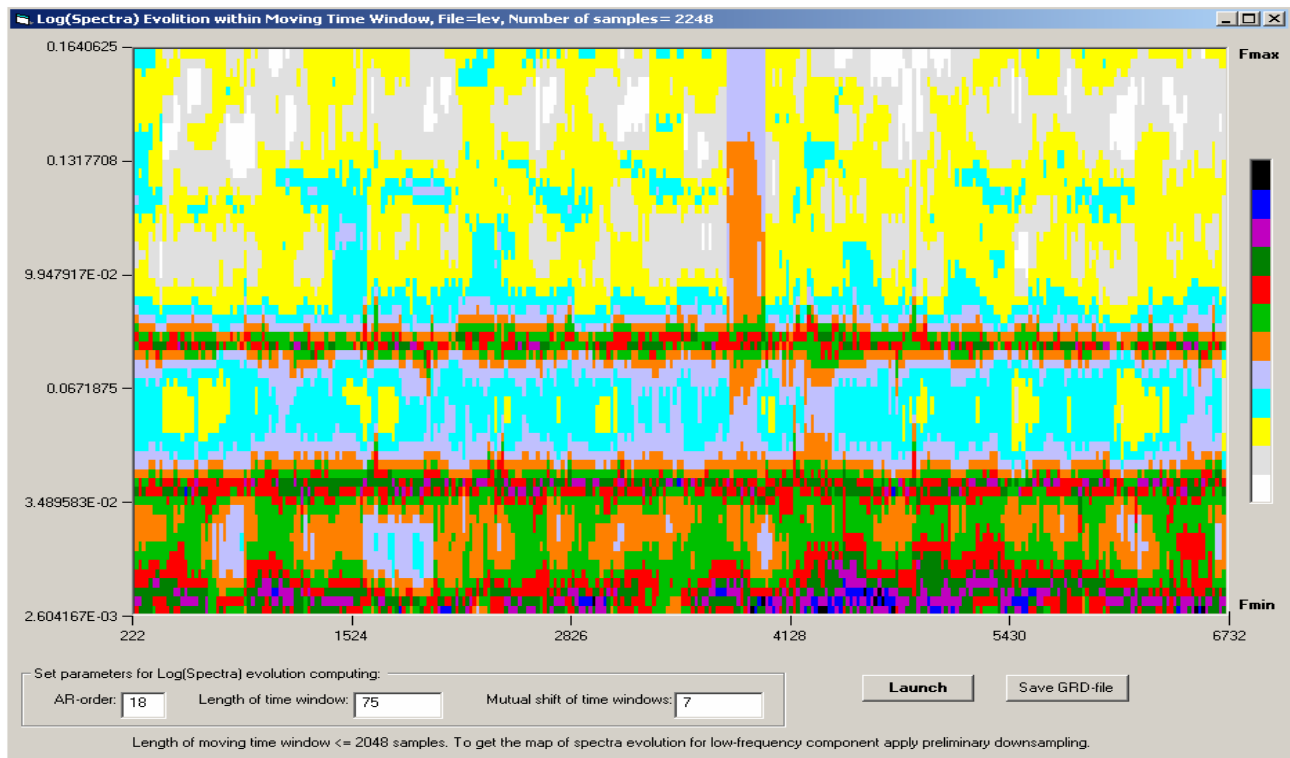 Log(Spectra) Evolition within Moving Time Window, File=lev, Number of samples= 2248
0.1640625
Fmax
0.1317708
9.947917E-02
0.0671875
3.489583E-02
2.604167E-03
Fmin
222
1524
2826
4128
5430
6732
Set parameters for Log(Spectra) evolution computing:
AR-order: 18
Length of time window: 75
Mutual shift of time windows: 7
Launch
Save GRD-file
Length of moving time window <= 2048 samples. To get the map of spectra evolution for low-frequency component apply preliminary downsampling.